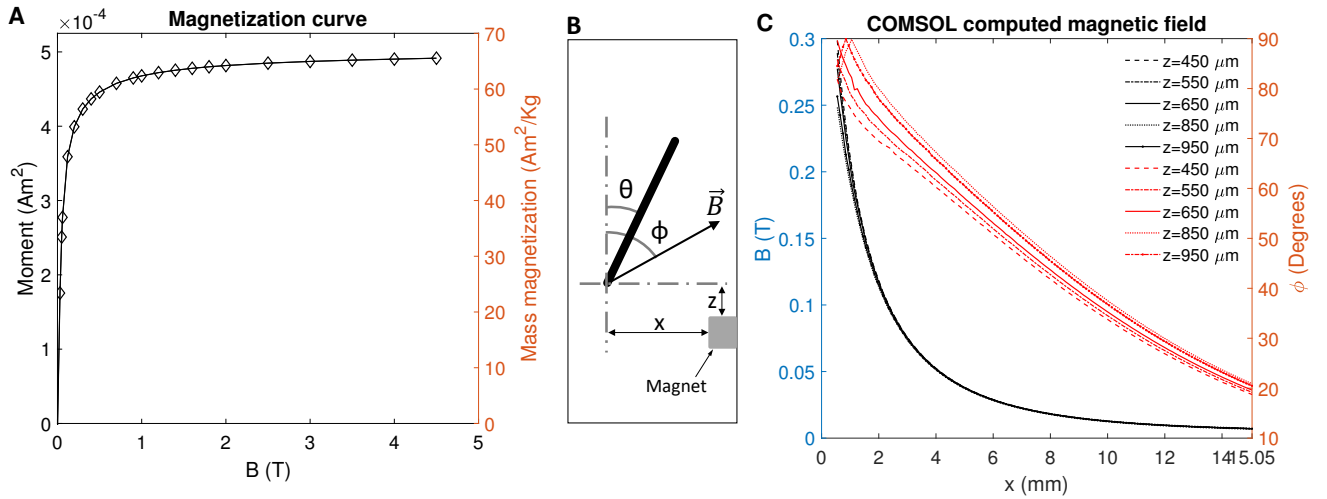 A
Magnetization curve
×10⁻⁴
Moment (Am²)
5
4
3
2
1
0
0 1 2 3 4 5
B (T)
70
60
50
40
30
20
10
0
Mass magnetization (Am²/Kg)
B
θ
B⃗
ϕ
z
x
Magnet
C
COMSOL computed magnetic field
B (T)
0.3
0.25
0.2
0.15
0.1
0.05
0
0 2 4 6 8 10 12 14 15.05
x (mm)
90
80
70
60
50
40
30
20
10
ϕ (Degrees)
z=450 μm
z=550 μm
z=650 μm
z=850 μm
z=950 μm
z=450 μm
z=550 μm
z=650 μm
z=850 μm
z=950 μm